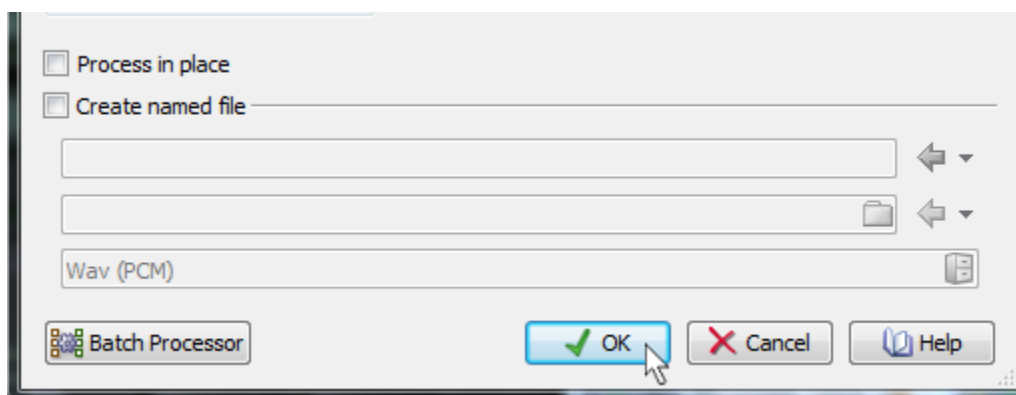 Process in place
Create named file
Wav (PCM)
Batch Processor OK Cancel Help